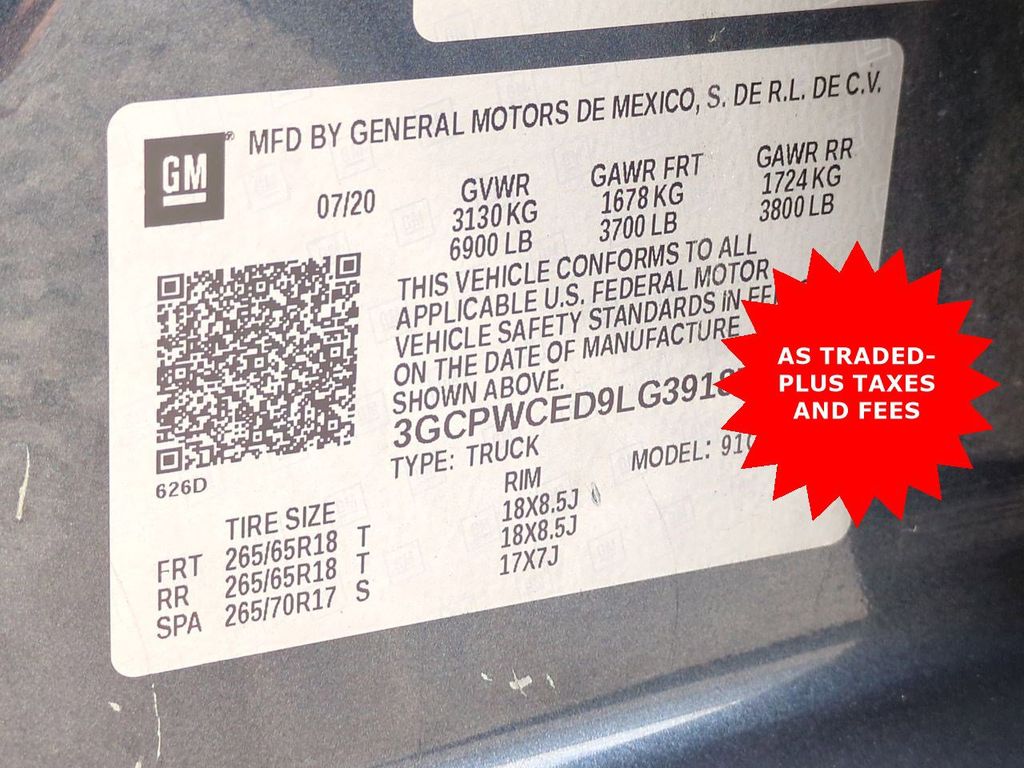 MFD BY GENERAL MOTORS DE MEXICO, S. DE R.L. DE C.V.
GM
07/20
GVWR
3130 KG
6900 LB
GAWR FRT
1678 KG
3700 LB
GAWR RR
1724 KG
3800 LB
THIS VEHICLE CONFORMS TO ALL
APPLICABLE U.S. FEDERAL MOTOR
VEHICLE SAFETY STANDARDS IN
ON THE DATE OF MANUFACTURE
SHOWN ABOVE.
3GCPWCED9LG3918
TYPE: TRUCK
MODEL:
626D
TIRE SIZE
RIM
FRT 265/65R18 T 18X8.5J
RR 265/65R18 T 18X8.5J
SPA 265/70R17 S 17X7J
AS TRADED-
PLUS TAXES
AND FEES